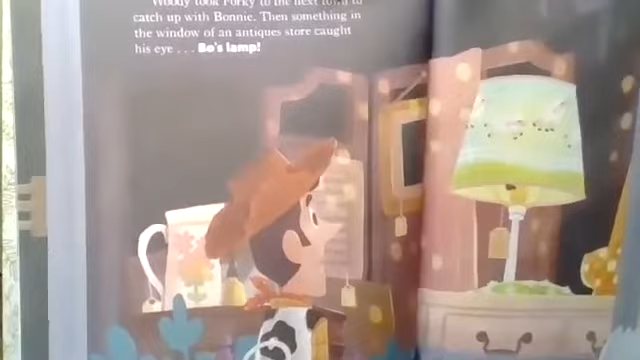 Woody took Forky to the next town to
catch up with Bonnie. Then something in
the window of an antiques store caught
his eye . . . Bo's lamp!